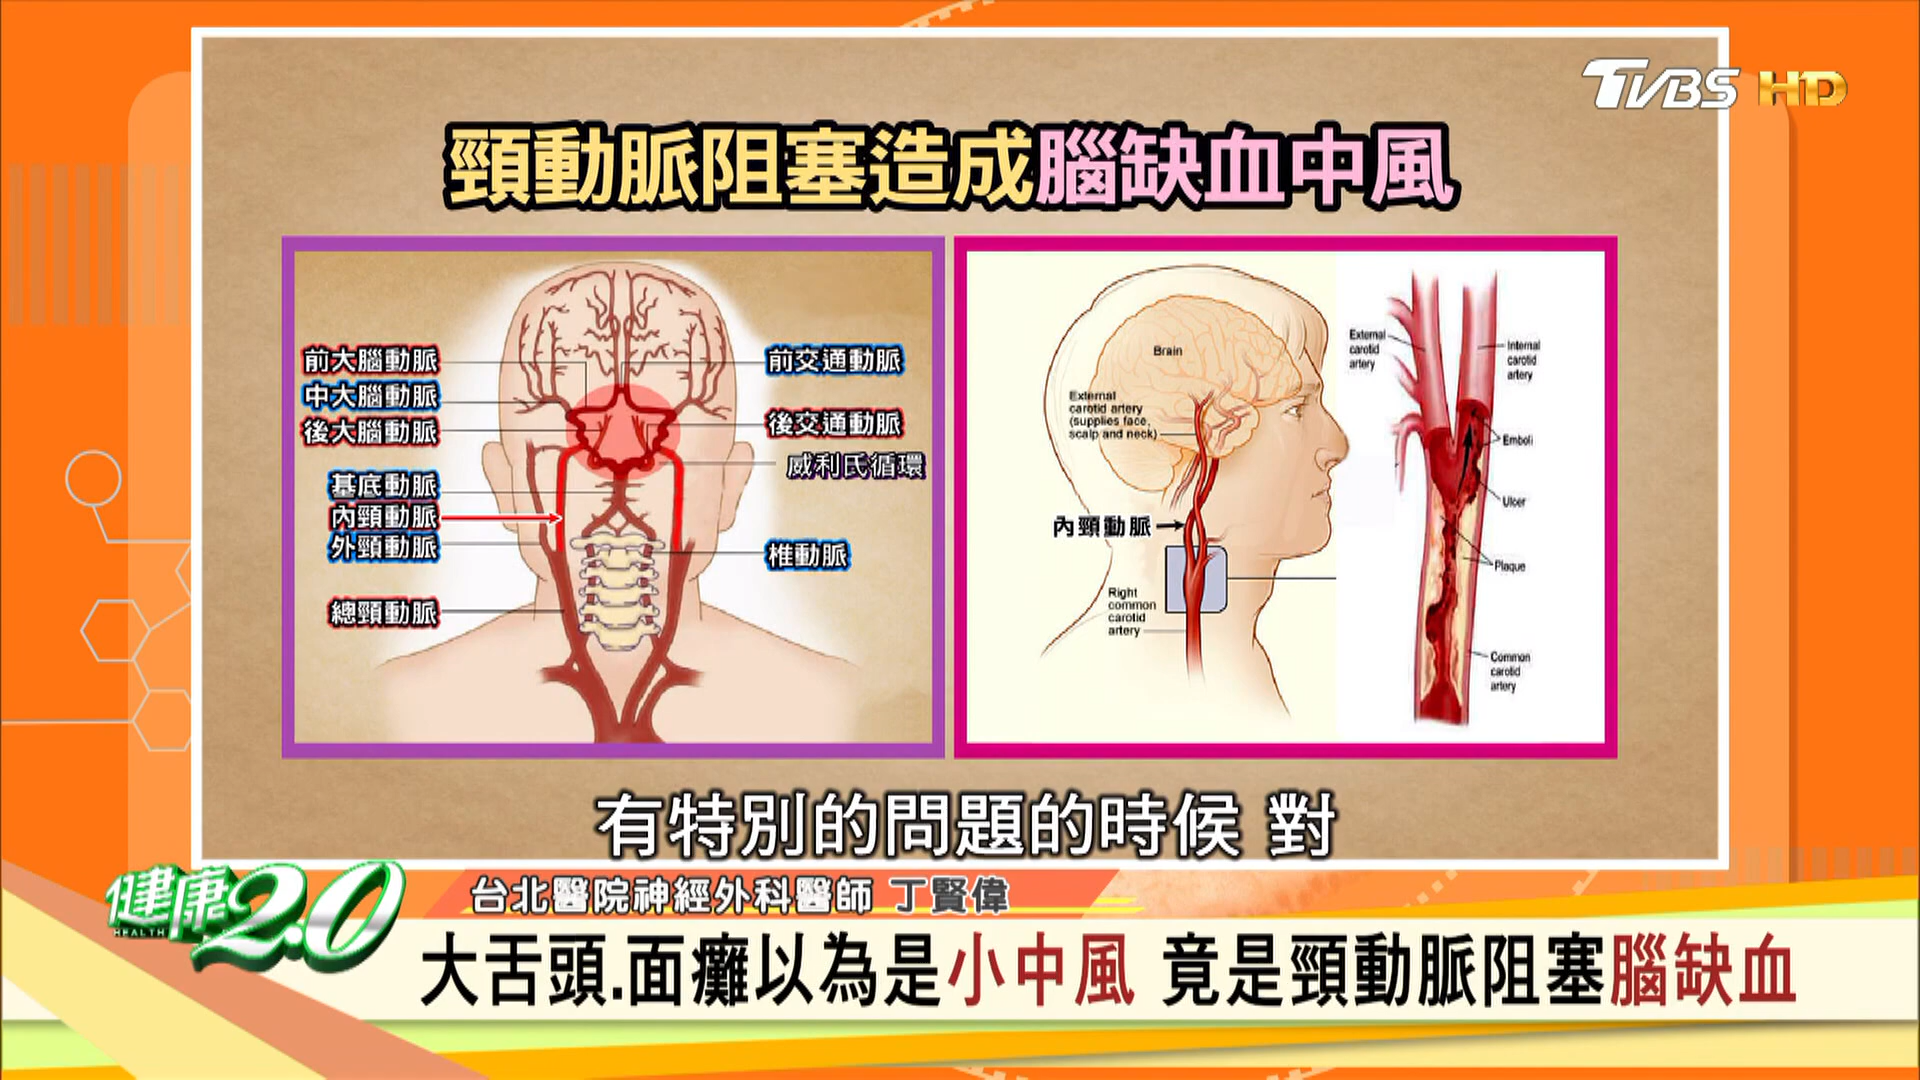 TVBS HD
頸動脈阻塞造成腦缺血中風
前大腦動脈
中大腦動脈
後大腦動脈
基底動脈
內頸動脈
外頸動脈
總頸動脈
前交通動脈
後交通動脈
威利氏循環
椎動脈
Brain
External
carotid artery
(supplies face,
scalp and neck)
內頸動脈
Right
common
carotid
artery
External
carotid
artery
Internal
carotid
artery
Emboli
Ulcer
Plaque
Common
carotid
artery
有特別的問題的時候 對
健康2.0
HEALTH
台北醫院神經外科醫師 丁賢偉
大舌頭.面癱以為是小中風 竟是頸動脈阻塞腦缺血